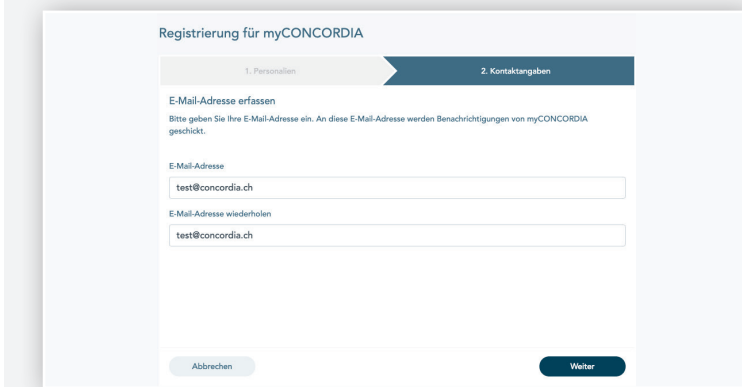 Registrierung für myCONCORDIA
1. Personalien
2. Kontaktangaben
E-Mail-Adresse erfassen
Bitte geben Sie Ihre E-Mail-Adresse ein. An diese E-Mail-Adresse werden Benachrichtigungen von myCONCORDIA
geschickt.
E-Mail-Adresse
test@concordia.ch
E-Mail-Adresse wiederholen
test@concordia.ch
Abbrechen
Weiter